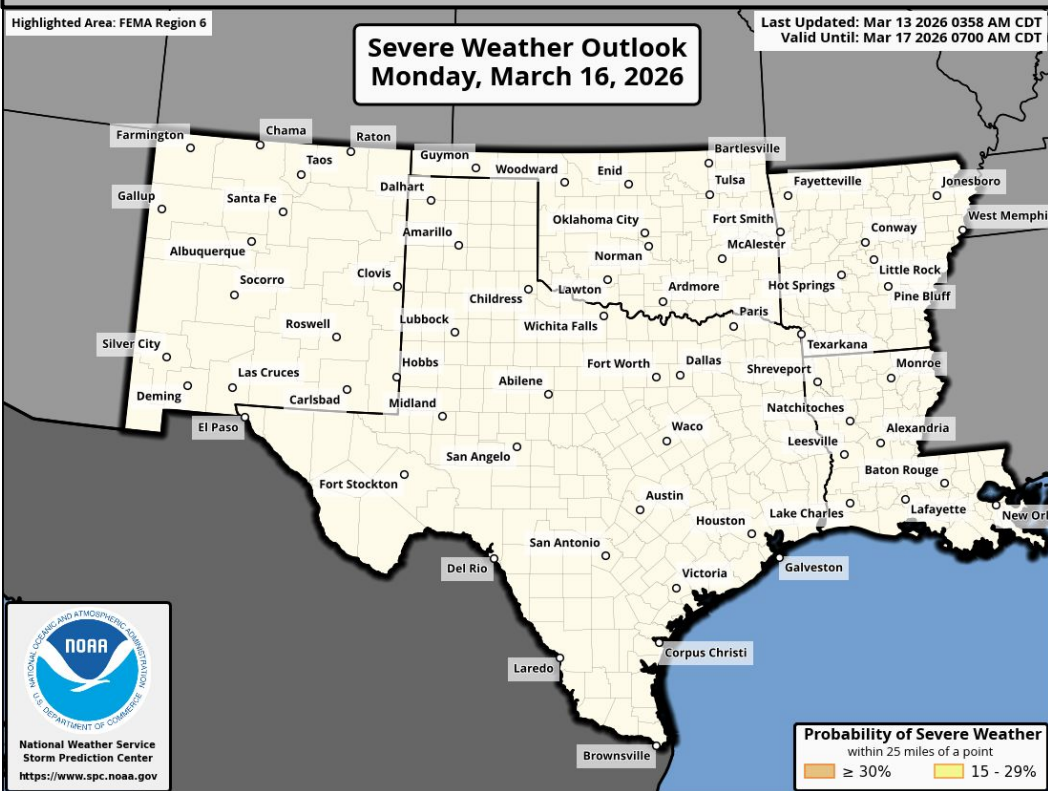 Highlighted Area: FEMA Region 6
Last Updated: Mar 13 2026 0358 AM CDT
Valid Until: Mar 17 2026 0700 AM CDT
Severe Weather Outlook
Monday, March 16, 2026
Farmington
Chama
Raton
Taos
Guymon
Woodward
Enid
Bartlesville
Gallup
Santa Fe
Dalhart
Tulsa
Fayetteville
Jonesboro
Albuquerque
Amarillo
Oklahoma City
Fort Smith
West Memphi
Norman
McAlester
Conway
Socorro
Clovis
Childress
Lawton
Ardmore
Hot Springs
Little Rock
Pine Bluff
Roswell
Lubbock
Wichita Falls
Paris
Texarkana
Silver City
Las Cruces
Hobbs
Abilene
Fort Worth
Dallas
Shreveport
Monroe
Deming
Carlsbad
Midland
El Paso
Natchitoches
Waco
Leesville
Alexandria
San Angelo
Fort Stockton
Baton Rouge
Austin
Lake Charles
Lafayette
New Orl
Houston
San Antonio
Del Rio
Galveston
Victoria
Laredo
Corpus Christi
Brownsville
NATIONAL OCEANIC AND ATMOSPHERIC ADMINISTRATION
NOAA
U.S. DEPARTMENT OF COMMERCE
National Weather Service
Storm Prediction Center
https://www.spc.noaa.gov
Probability of Severe Weather
within 25 miles of a point
≥ 30%
15 - 29%